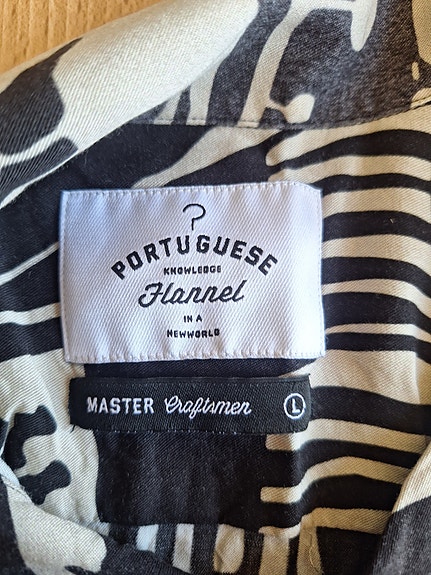 PORTUGUESE
KNOWLEDGE
Flannel
IN A
NEWWORLD
MASTER Craftsmen L